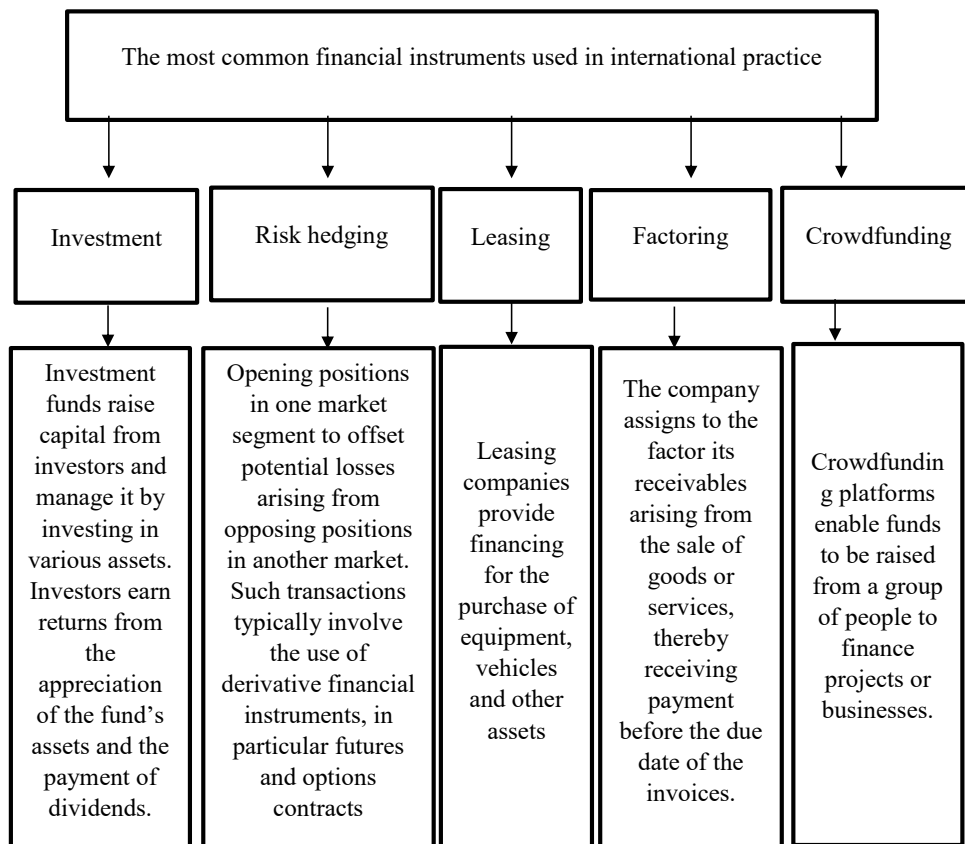 The most common financial instruments used in international practice
Investment
Risk hedging
Leasing
Factoring
Crowdfunding
Investment
funds raise
capital from
investors and
manage it by
investing in
various assets.
Investors earn
returns from
the
appreciation
of the fund’s
assets and the
payment of
dividends.
Opening positions
in one market
segment to offset
potential losses
arising from
opposing positions
in another market.
Such transactions
typically involve
the use of
derivative financial
instruments, in
particular futures
and options
contracts
Leasing
companies
provide
financing
for the
purchase of
equipment,
vehicles
and other
assets
The company
assigns to the
factor its
receivables
arising from
the sale of
goods or
services,
thereby
receiving
payment
before the due
date of the
invoices.
Crowdfundin
g platforms
enable funds
to be raised
from a group
of people to
finance
projects or
businesses.